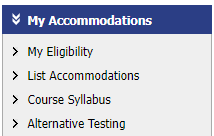 My Accommodations
My Eligibility
List Accommodations
Course Syllabus
Alternative Testing